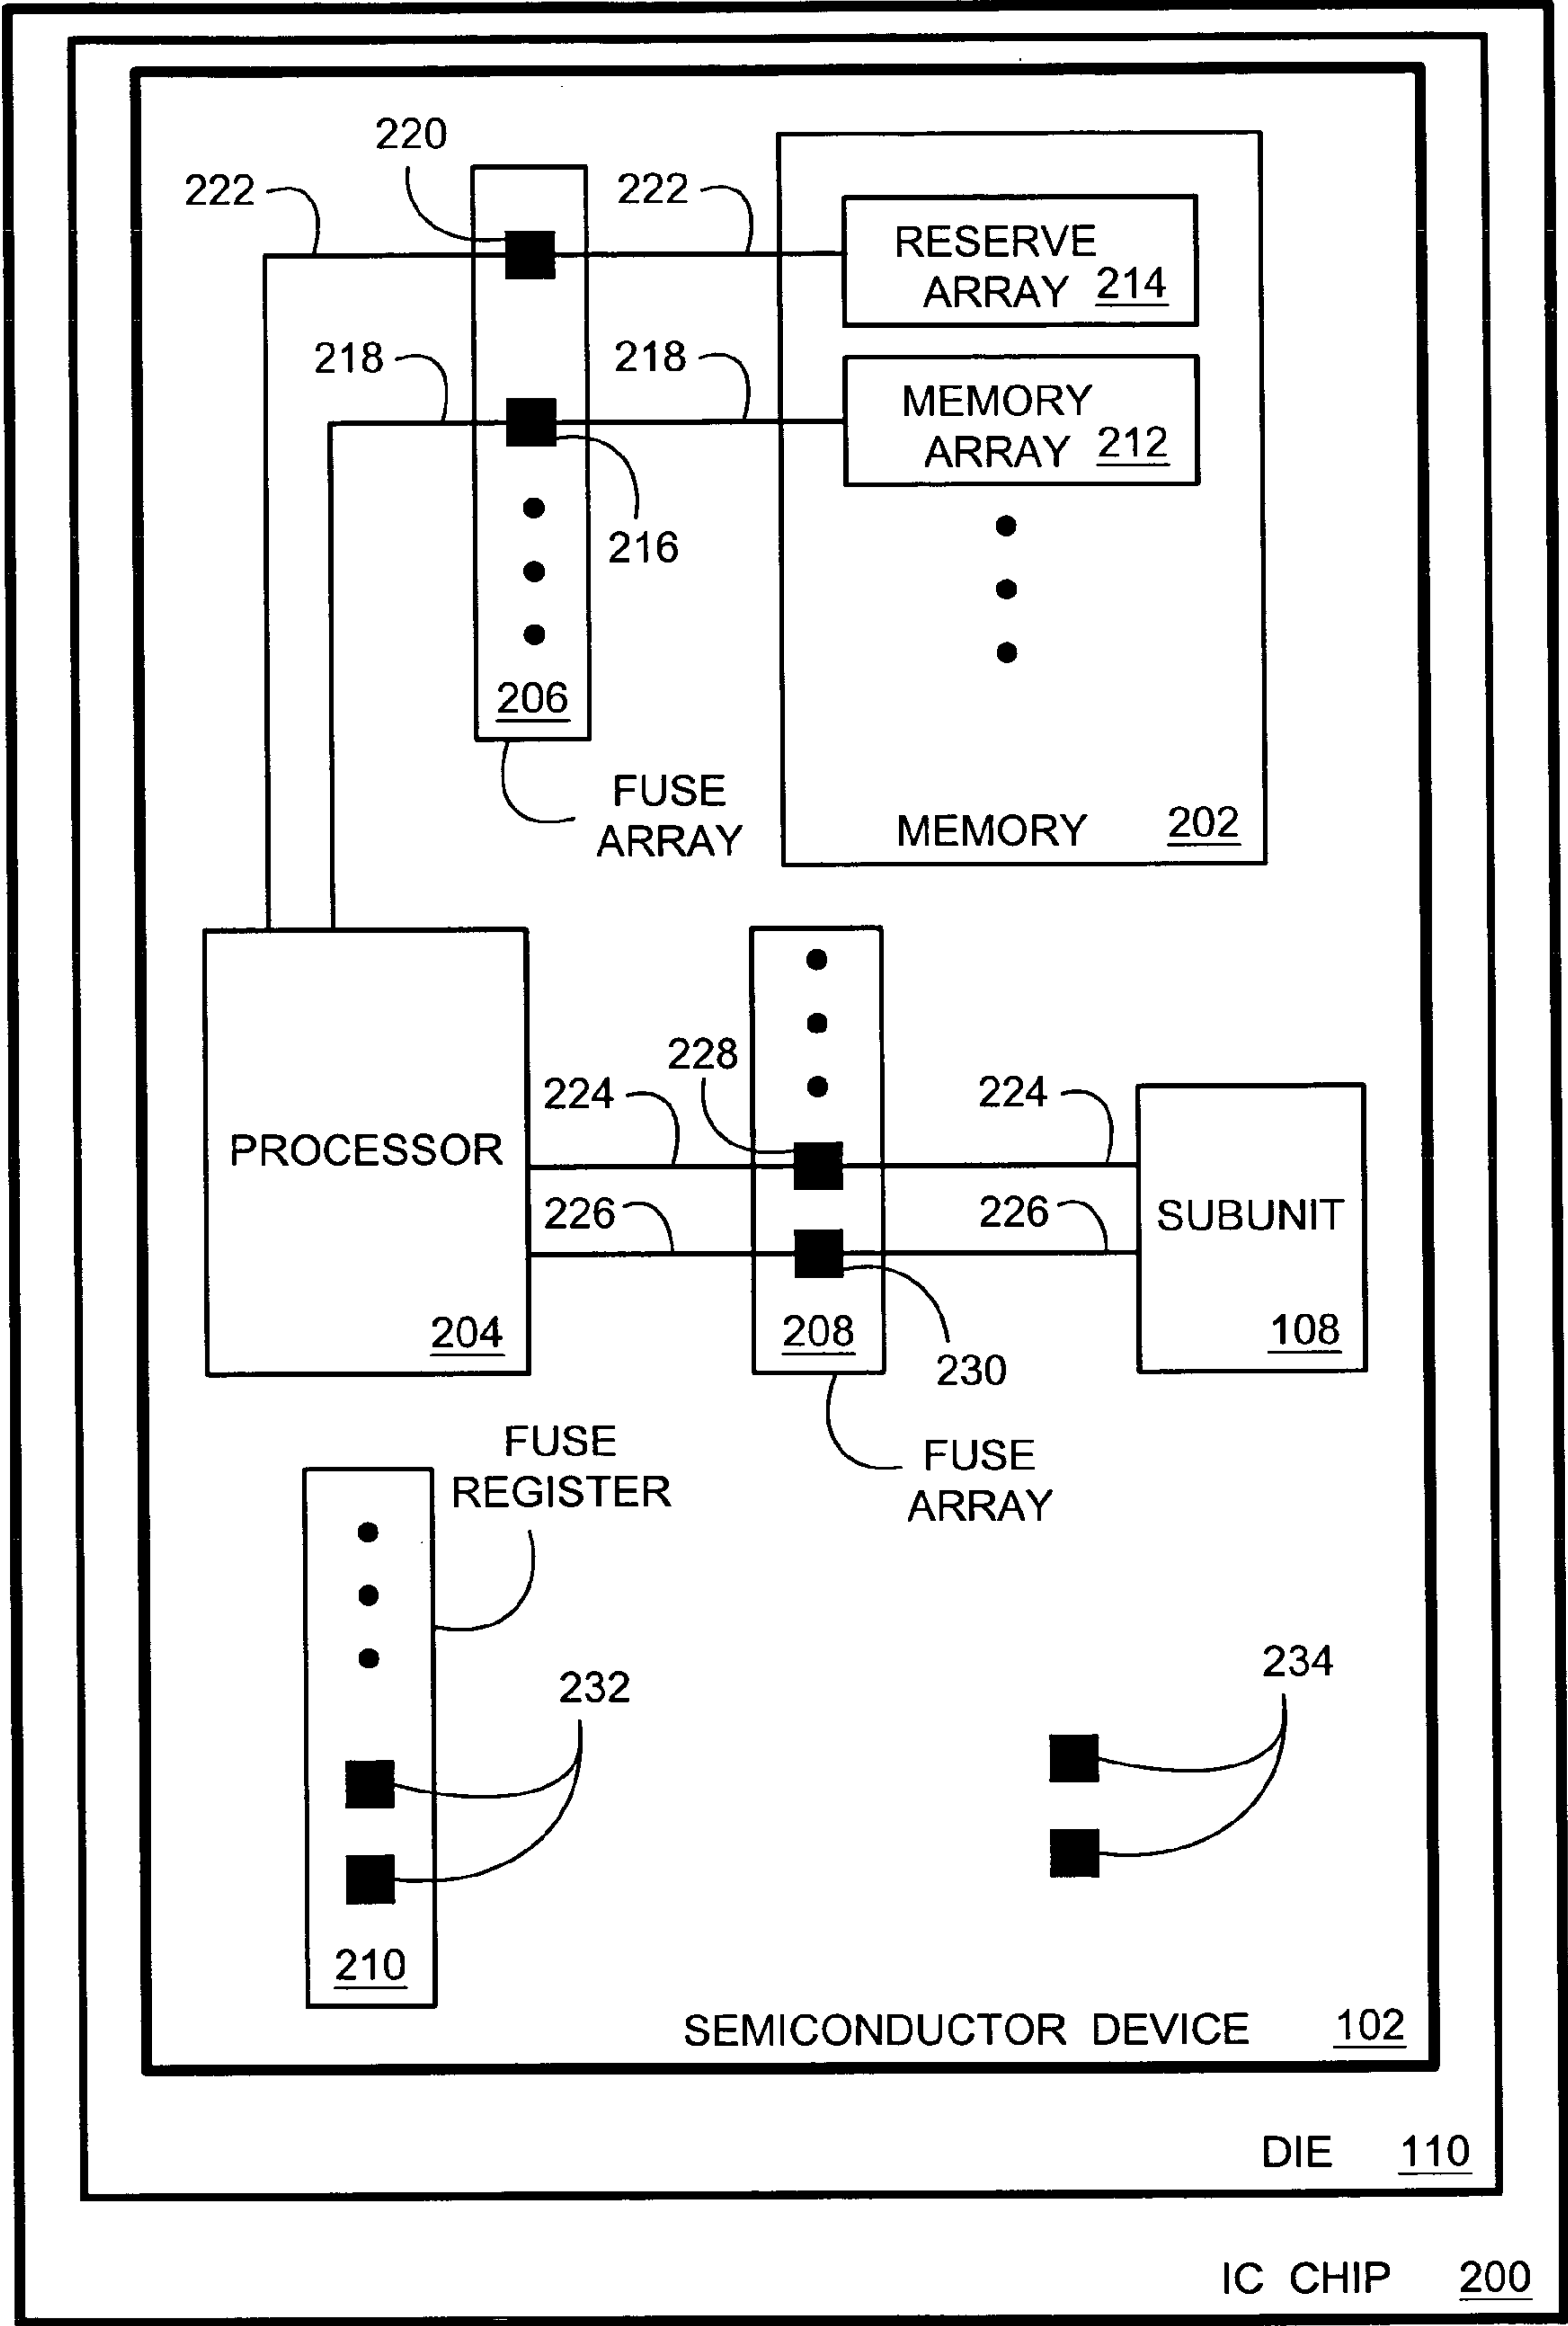 220
222
222
RESERVE
ARRAY 214
218
218
MEMORY
ARRAY 212
216
206
FUSE
ARRAY
MEMORY 202
228
224
224
PROCESSOR
226
226
SUBUNIT
204
208
108
230
FUSE
REGISTER
FUSE
ARRAY
232
234
210
SEMICONDUCTOR DEVICE 102
DIE 110
IC CHIP 200